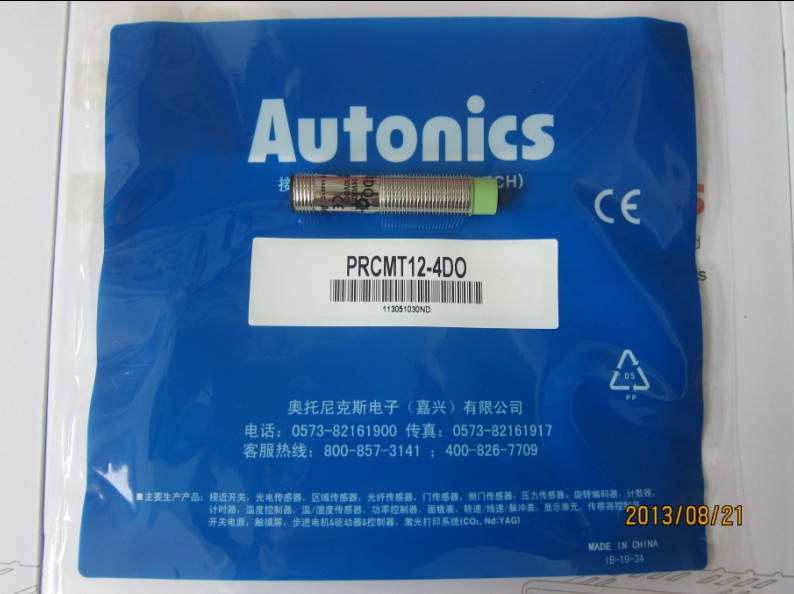 Autonics
接 CH)
DO
CE
PRCMT12-4DO
113051030ND
05
PP
奥托尼克斯电子（嘉兴）有限公司
电话：0573-82161900 传真：0573-82161917
客服热线：800-857-3141 ；400-826-7709
■主要生产产品：接近开关，光电传感器，区域传感器，光纤传感器，门传感器，侧门传感器，压力传感器，旋转编码器，计数器，
计时器，温度控制器，温/湿度传感器，功率控制器，面板表，转速/线速/脉冲表，显示单元，传感器控制器
开关电源，触摸屏，步进电机&驱动器&控制器，激光打印系统(CO₂, Nd:YAG)
2013/08/21
MADE IN CHINA
IB-19-34